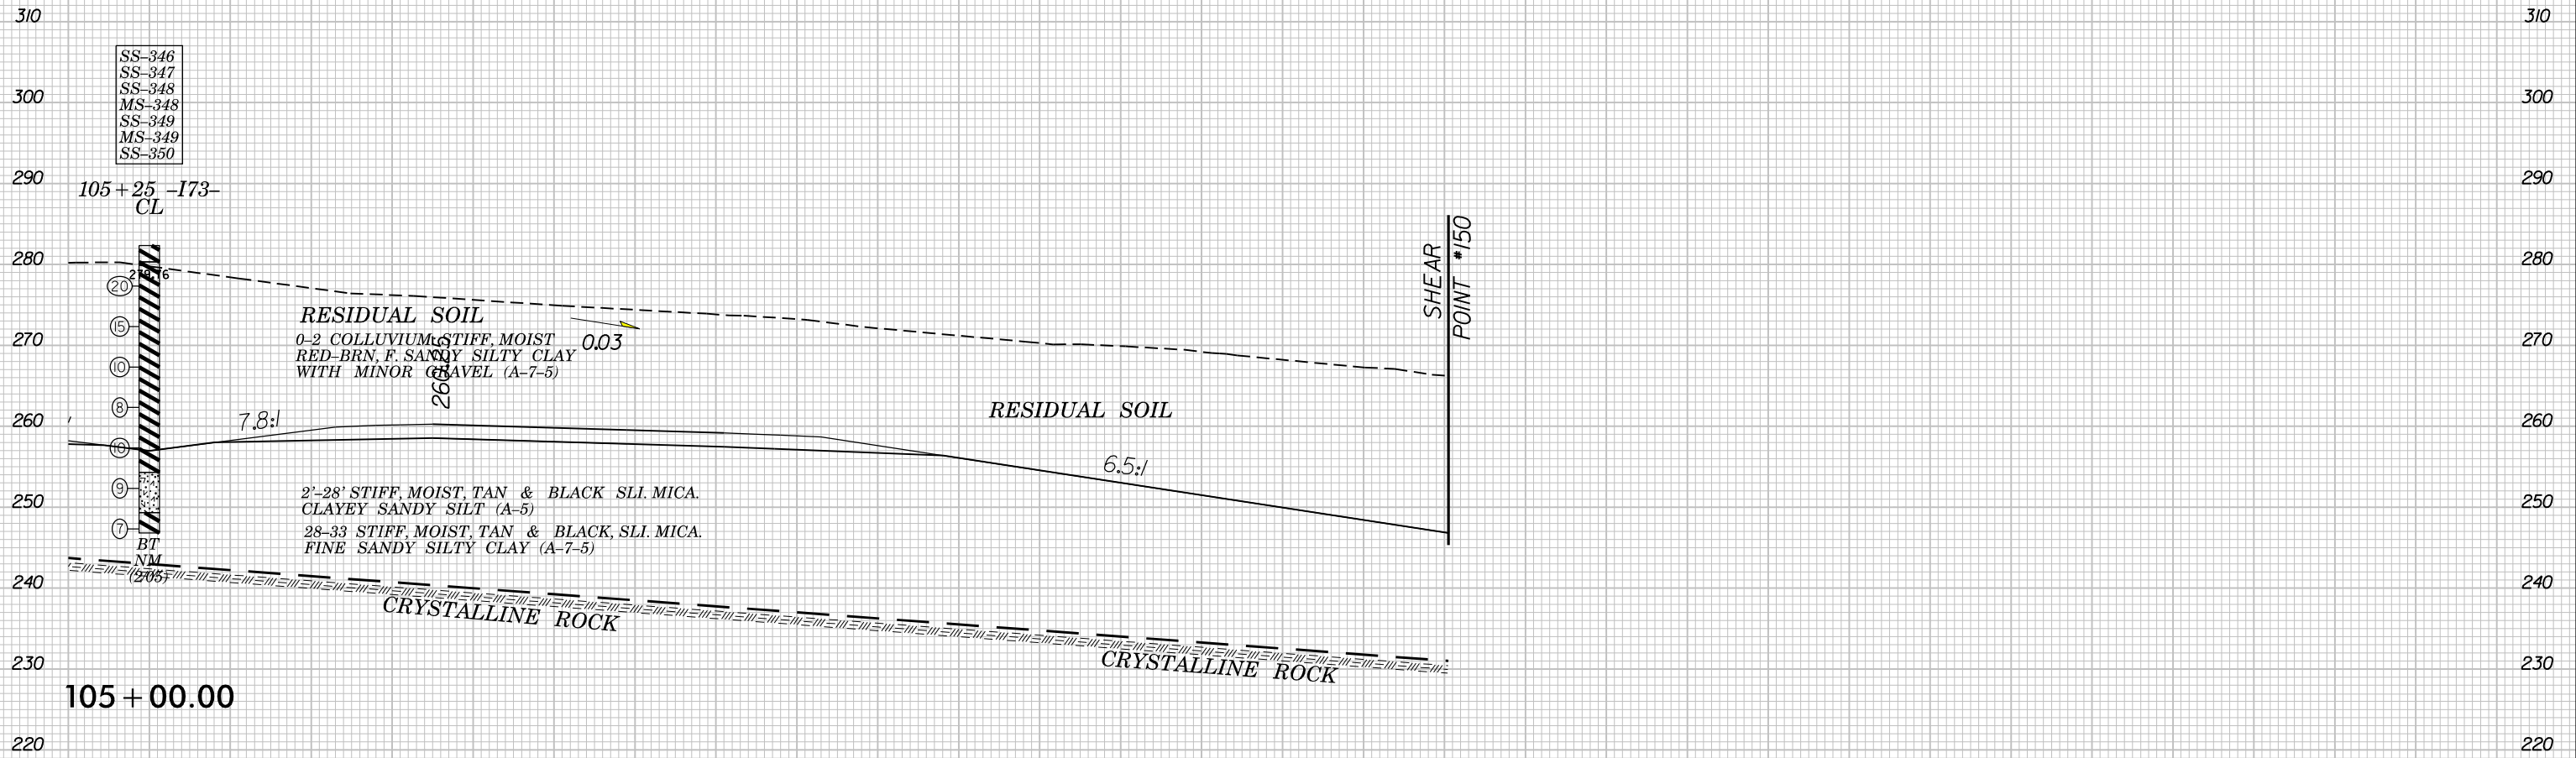 310 310
SS-346
SS-347
SS-348
300 300
MS-348
SS-349
MS-349
SS-350
290 290
105+25 -I73-
CL
280 280
SHEAR
POINT #150
20
RESIDUAL SOIL
15
0-2 COLLUVIUM: STIFF, MOIST
0.03
270 270
RED-BRN, F. SANDY SILTY CLAY
WITH MINOR GRAVEL (A-7-5)
10
8
RESIDUAL SOIL
260 260
7.8:1
10
6.5:1
9
2'-28' STIFF, MOIST, TAN & BLACK SLI. MICA.
250 250
CLAYEY SANDY SILT (A-5)
7
28-33 STIFF, MOIST, TAN & BLACK, SLI. MICA.
FINE SANDY SILTY CLAY (A-7-5)
BT
NM
(2/05)
240 240
CRYSTALLINE ROCK
230 230
CRYSTALLINE ROCK
105+00.00
220 220